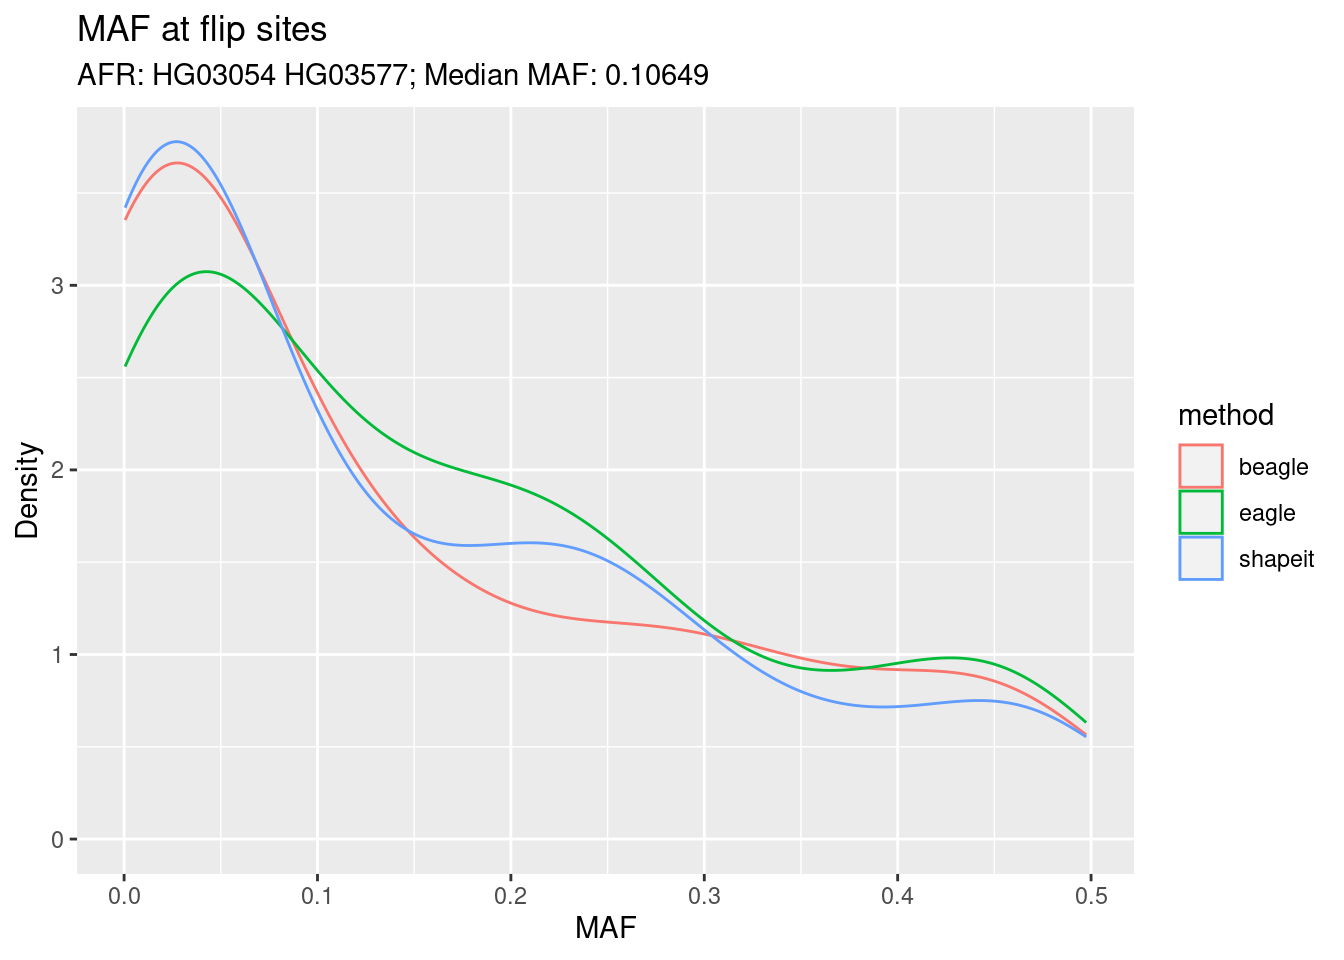 MAF at flip sites
AFR: HG03054 HG03577; Median MAF: 0.10649
Density
3
2
1
0
0.0 0.1 0.2 0.3 0.4 0.5
MAF
method
beagle
eagle
shapeit